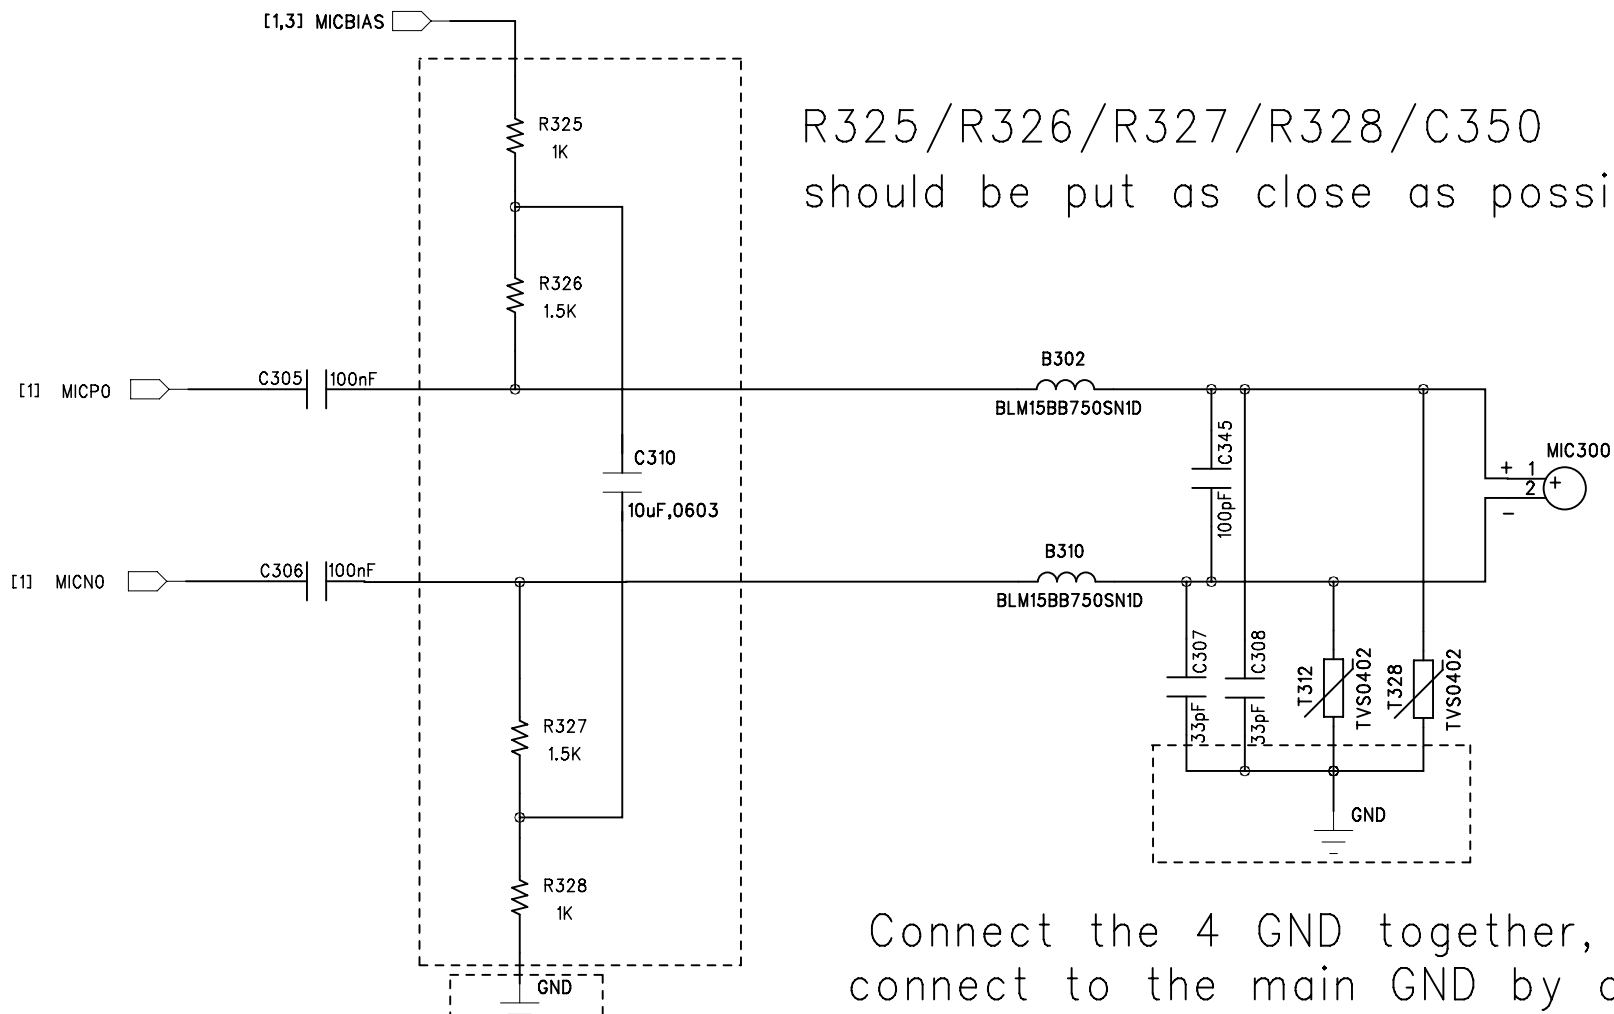 [1,3] MICBIAS
R325
1K
R325/R326/R327/R328/C350
should be put as close as possi
R326
1.5K
B302
[1] MICP0
C305
100nF
BLM15BB750SN1D
C345
100pF
MIC300
+ 1
2
+
-
C310
10uF,0603
B310
[1] MICN0
C306
100nF
BLM15BB750SN1D
C307
33pF
C308
33pF
T312
TVS0402
T328
TVS0402
R327
1.5K
GND
R328
1K
Connect the 4 GND together,
connect to the main GND by
GND